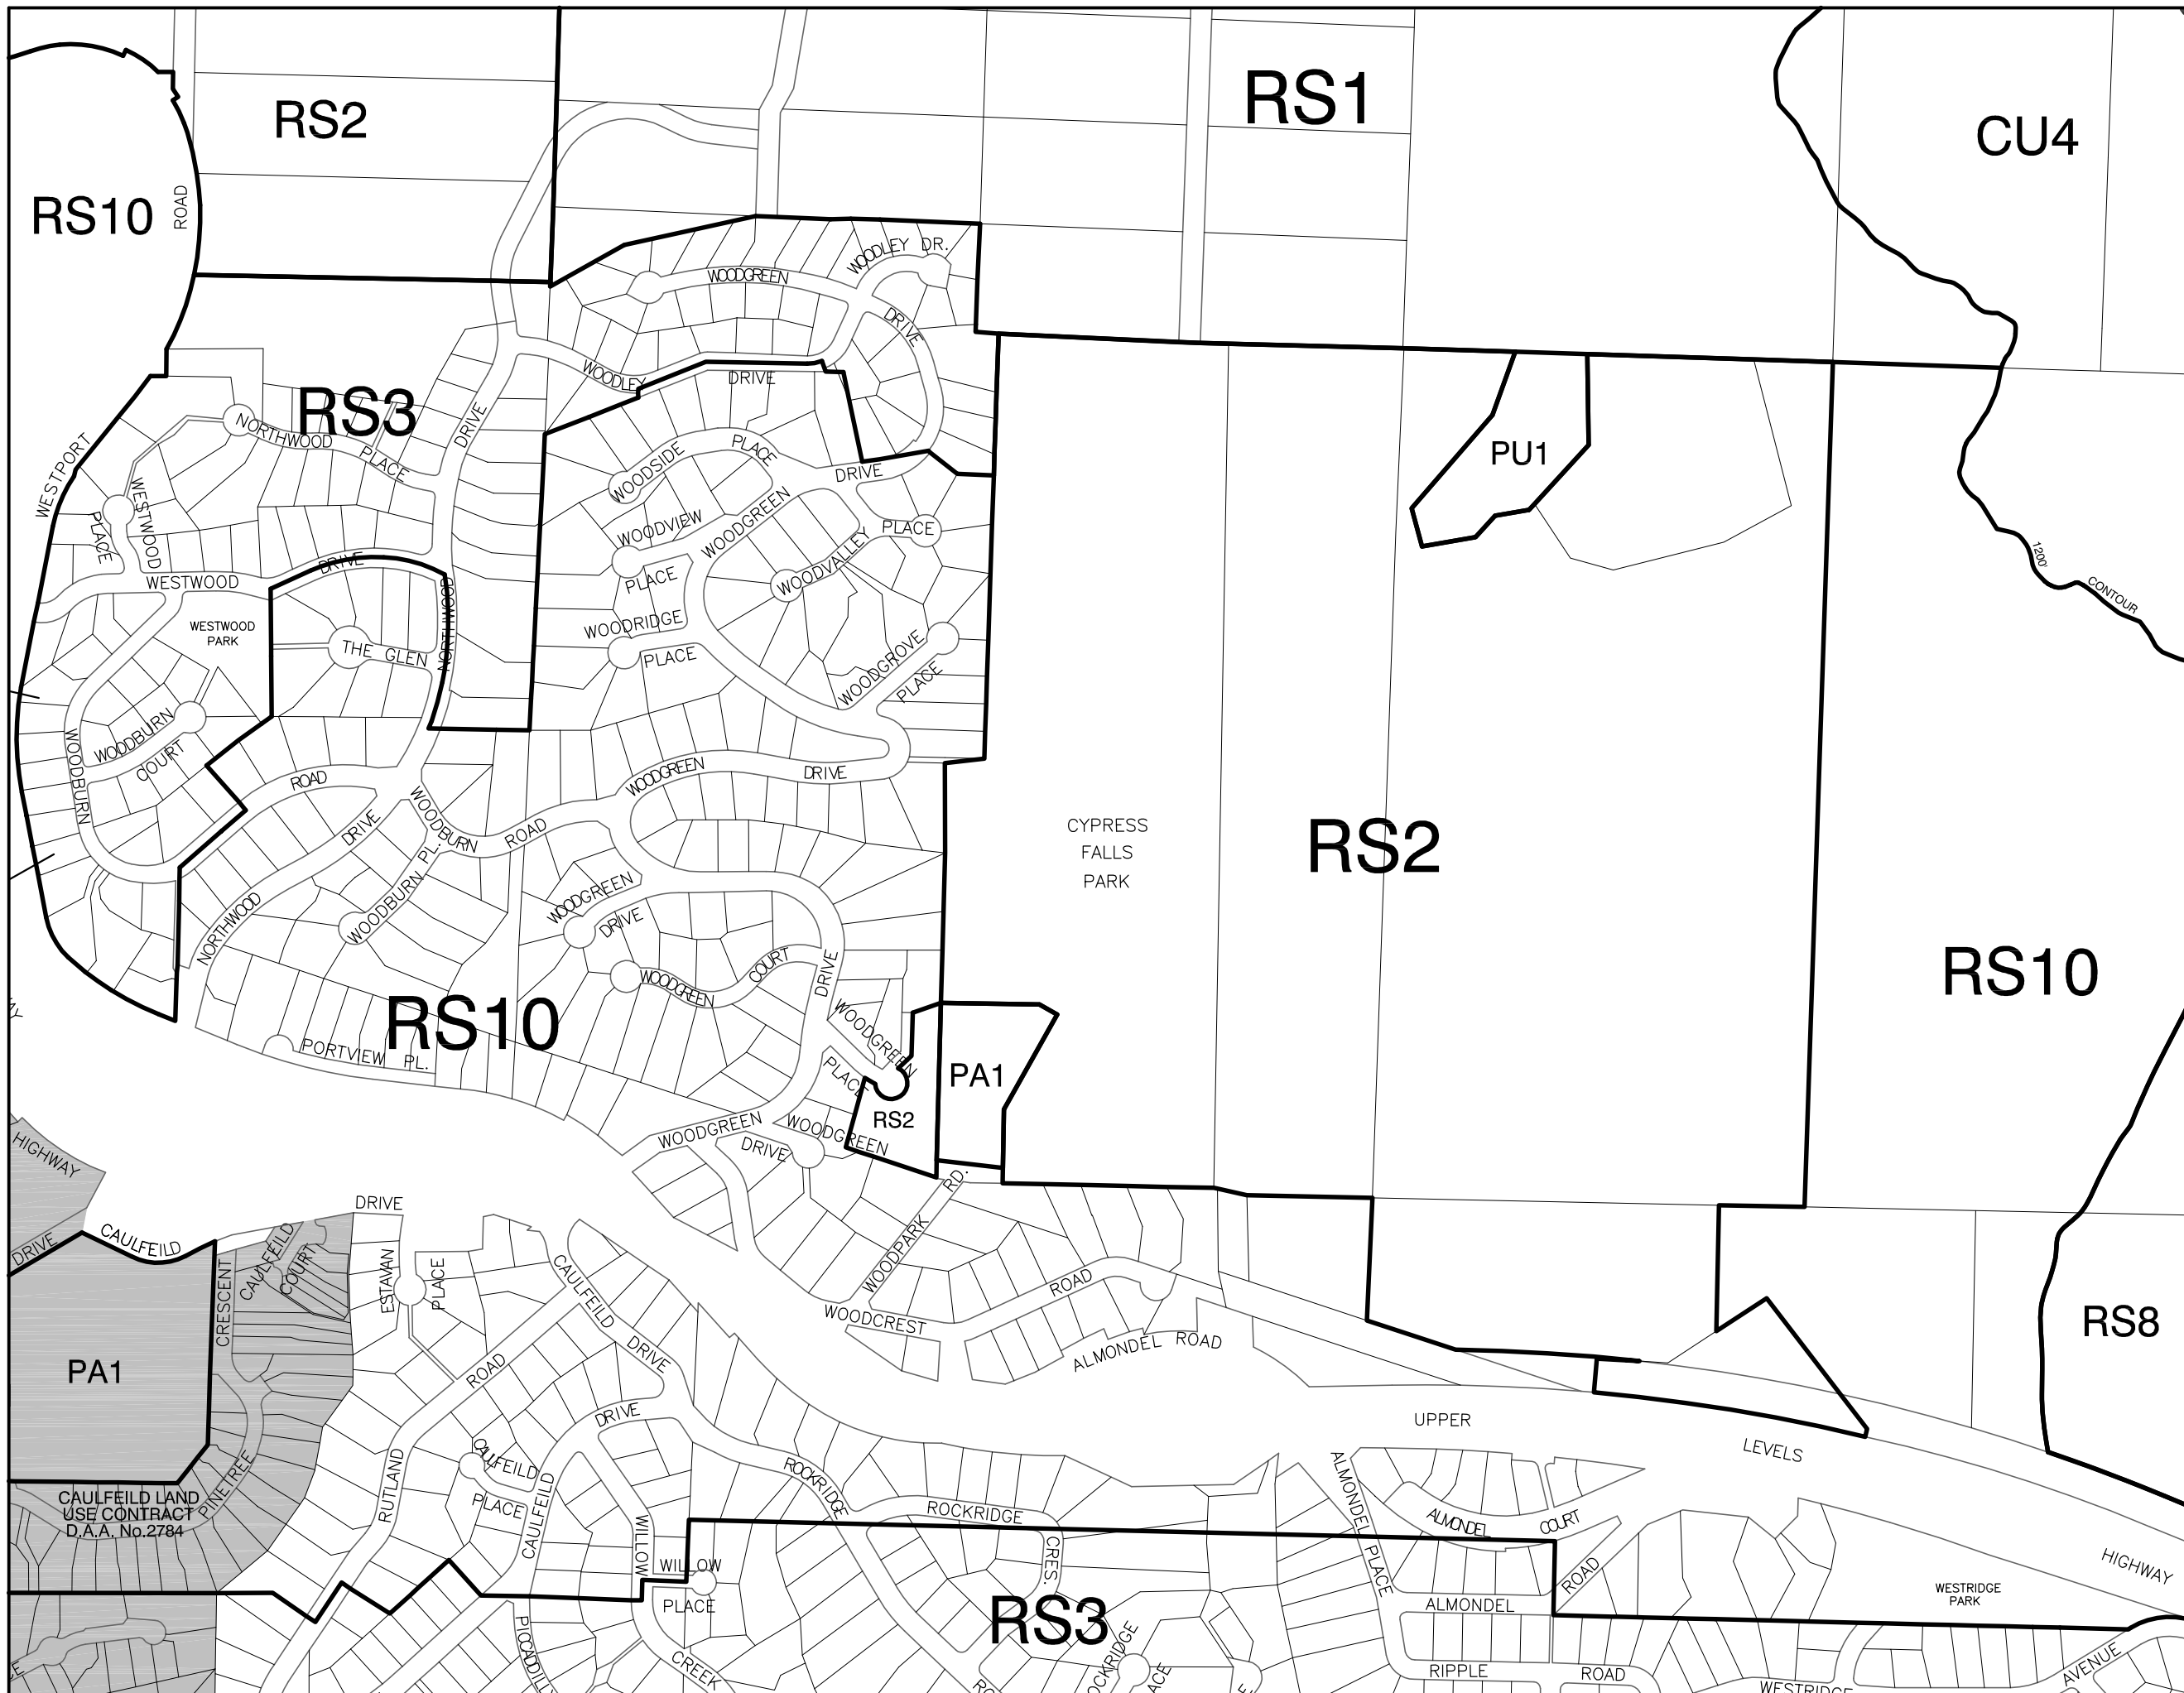 RS2
RS1
CU4
RS10
ROAD
WOODLEY DR.
WOODGREEN
DRIVE
RS3
WOODLEY
DRIVE
NORTHWOOD
PLACE
DRIVE
WESTPORT
WOODSIDE
PLACE
DRIVE
PU1
WESTWOOD
PLACE
WOODVIEW
PLACE
WOODGREEN
WOODVALLEY
PLACE
1200'
CONTOUR
WESTWOOD
DRIVE
NORTHWOOD
WESTWOOD
PARK
THE GLEN
WOODRIDGE
PLACE
WOODGROVE
PLACE
WOODBURN
COURT
WOODBURN
ROAD
DRIVE
WOODBURN
ROAD
WOODGREEN
DRIVE
CYPRESS
FALLS
PARK
RS2
WOODBURN PL.
NORTHWOOD
WOODGREEN
DRIVE
WOODGREEN
COURT
DRIVE
RS10
RS10
PORTVIEW PL.
WOODGREEN
PLACE
PA1
RS2
WOODGREEN
DRIVE
WOODGREEN
HIGHWAY
DRIVE
CAULFEILD
DRIVE
CAULFEILD
COURT
CRESCENT
ESTAVAN
PLACE
CAULFEILD
DRIVE
WOODPARK
RD.
WOODCREST
ROAD
ALMONDEL ROAD
RS8
PA1
ROAD
DRIVE
UPPER
LEVELS
HIGHWAY
RUTLAND
CAULFEILD
PLACE
CAULFEILD
PINETREE
CAULFEILD LAND
USE CONTRACT
D.A.A. No.2784
ROCKRIDGE
ROCKRIDGE
CRES.
ALMONDEL
PLACE
ALMONDEL
COURT
ROAD
WILLOW
WILLOW
PLACE
RS3
ALMONDEL
WESTRIDGE
PARK
CREEK
RIPPLE
ROAD
AVENUE
WESTRIDGE